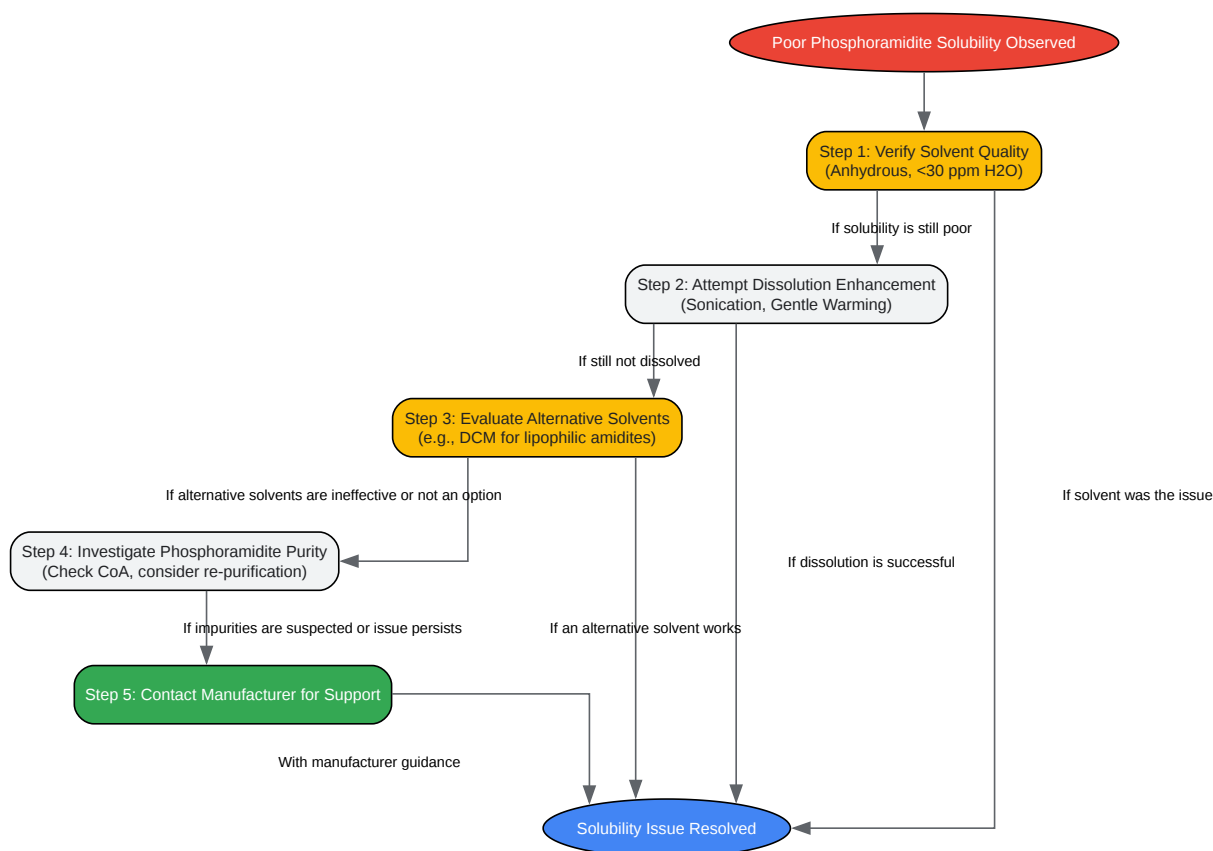 Poor Phosphoramidite Solubility Observed
Step 1: Verify Solvent Quality
(Anhydrous, <30 ppm H2O)
If solubility is still poor
Step 2: Attempt Dissolution Enhancement
(Sonication, Gentle Warming)
If still not dissolved
Step 3: Evaluate Alternative Solvents
(e.g., DCM for lipophilic amidites)
If alternative solvents are ineffective or not an option
If solvent was the issue
Step 4: Investigate Phosphoramidite Purity
(Check CoA, consider re-purification)
If dissolution is successful
If impurities are suspected or issue persists
If an alternative solvent works
Step 5: Contact Manufacturer for Support
With manufacturer guidance
Solubility Issue Resolved